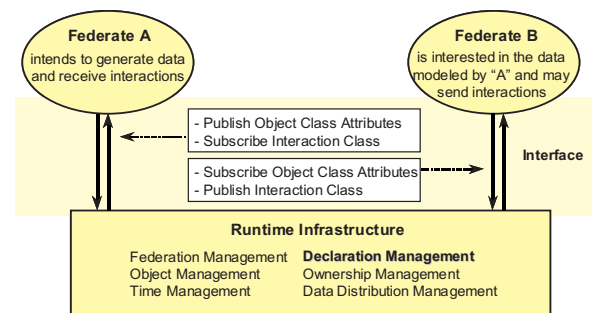 Federate A
intends to generate data
and receive interactions
Federate B
is interested in the data
modeled by “A” and may
send interactions
- Publish Object Class Attributes
- Subscribe Interaction Class
- Subscribe Object Class Attributes
- Publish Interaction Class
Interface
Runtime Infrastructure
Federation Management
Declaration Management
Object Management
Ownership Management
Time Management
Data Distribution Management